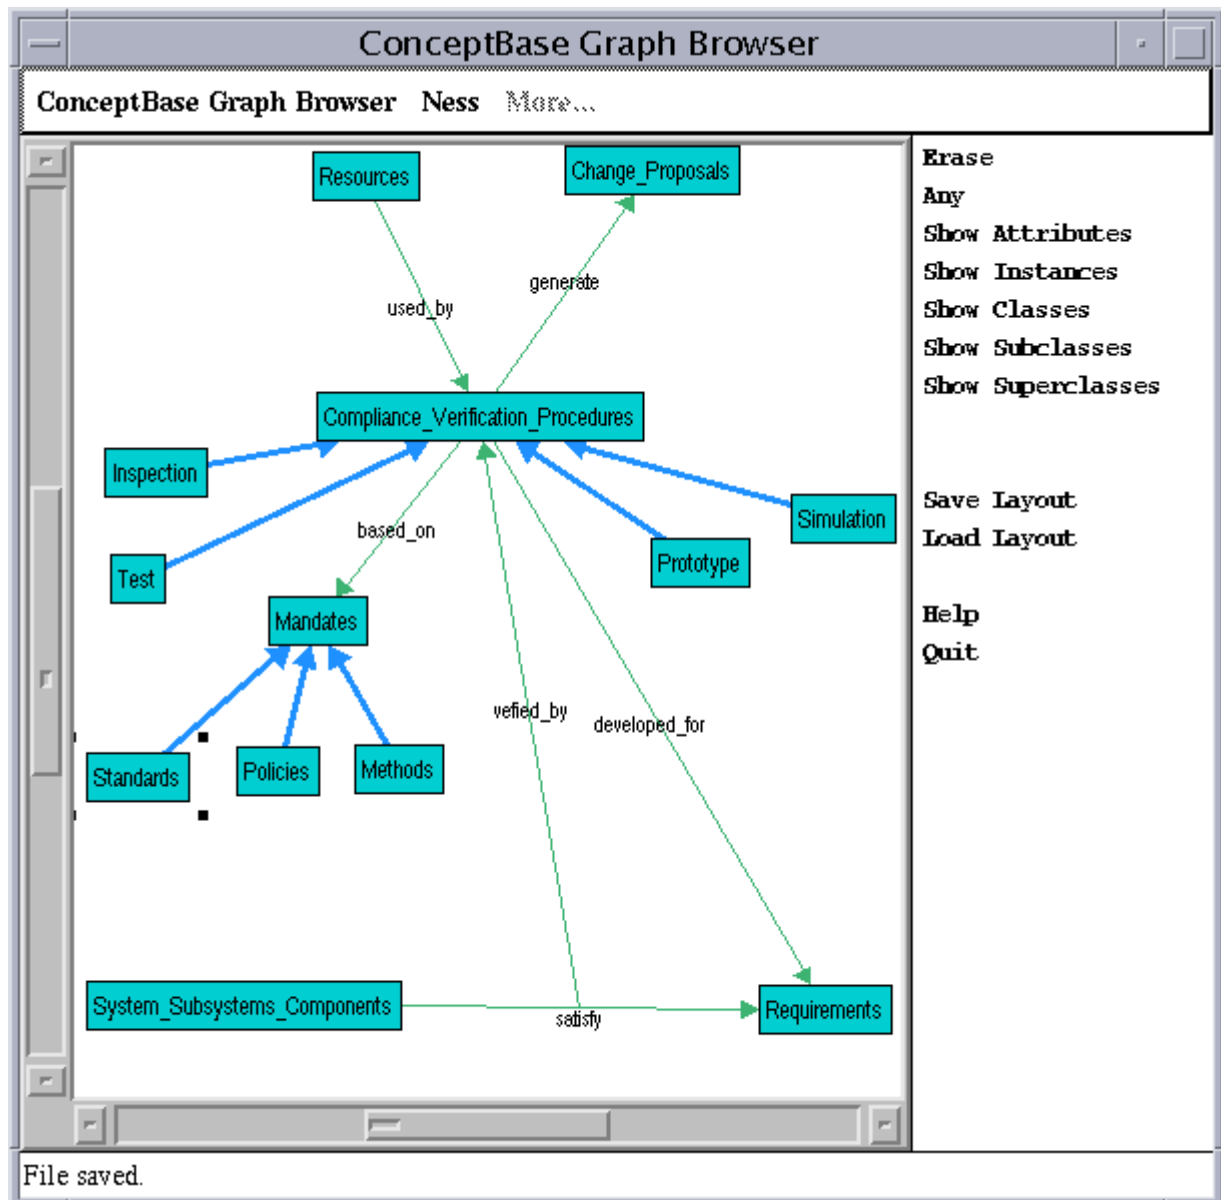 ConceptBase Graph Browser
ConceptBase Graph Browser Ness More...
Resources
Change_Proposals
generate
used_by
Compliance_Verification_Procedures
Inspection
Simulation
based_on
Prototype
Test
Mandates
vefied_by
developed_for
Standards
Policies
Methods
System_Subsystems_Components
satisfy
Requirements
Erase
Any
Show Attributes
Show Instances
Show Classes
Show Subclasses
Show Superclasses
Save Layout
Load Layout
Help
Quit
File saved.